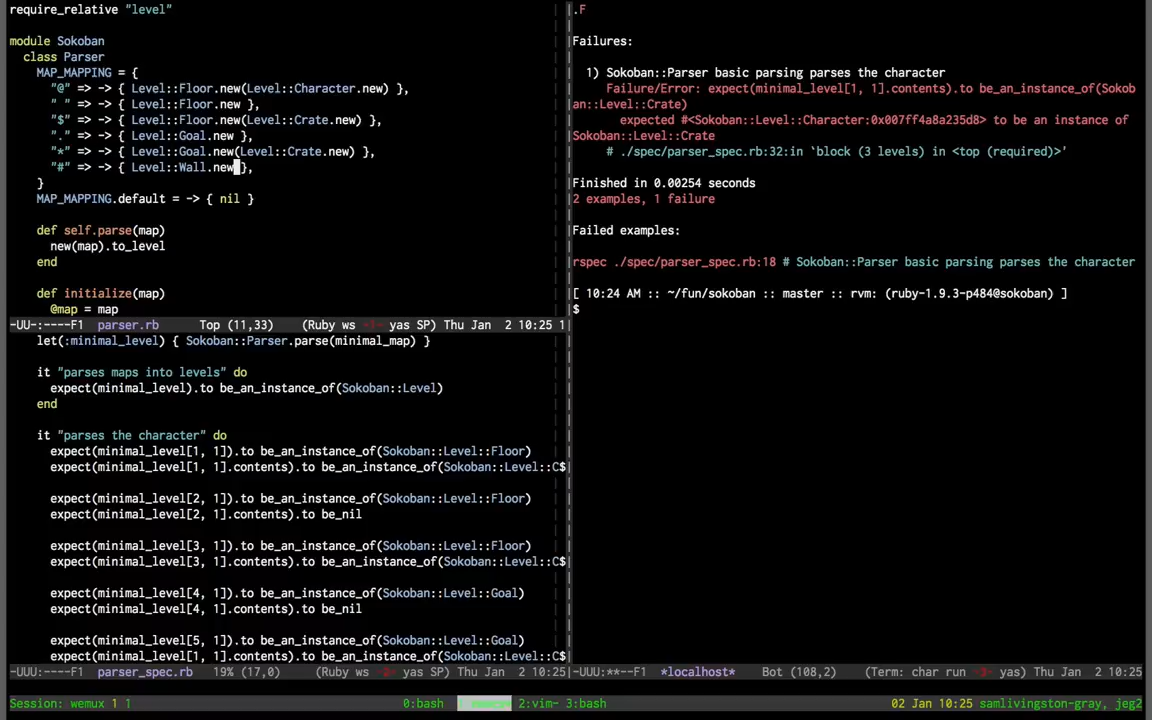 require_relative "level"
module Sokoban
class Parser
MAP_MAPPING = {
"@" => -> { Level::Floor.new(Level::Character.new) },
" " => -> { Level::Floor.new },
"$" => -> { Level::Floor.new(Level::Crate.new) },
"." => -> { Level::Goal.new },
"*" => -> { Level::Goal.new(Level::Crate.new) },
"#" => -> { Level::Wall.new },
}
MAP_MAPPING.default = -> { nil }
def self.parse(map)
new(map).to_level
end
def initialize(map)
@map = map
-UU-:----F1  parser.rb      Top (11,33)    (Ruby ws -3- yas SP) Thu Jan  2 10:25 1
let(:minimal_level) { Sokoban::Parser.parse(minimal_map) }
it "parses maps into levels" do
expect(minimal_level).to be_an_instance_of(Sokoban::Level)
end
it "parses the character" do
expect(minimal_level[1, 1]).to be_an_instance_of(Sokoban::Level::Floor)
expect(minimal_level[1, 1].contents).to be_an_instance_of(Sokoban::Level::C$
expect(minimal_level[2, 1]).to be_an_instance_of(Sokoban::Level::Floor)
expect(minimal_level[2, 1].contents).to be_nil
expect(minimal_level[3, 1]).to be_an_instance_of(Sokoban::Level::Floor)
expect(minimal_level[3, 1].contents).to be_an_instance_of(Sokoban::Level::C$
expect(minimal_level[4, 1]).to be_an_instance_of(Sokoban::Level::Goal)
expect(minimal_level[4, 1].contents).to be_nil
expect(minimal_level[5, 1]).to be_an_instance_of(Sokoban::Level::Goal)
expect(minimal_level[1, 1].contents).to be_an_instance_of(Sokoban::Level::C$
-UUU:----F1  parser_spec.rb   19% (17,0)     (Ruby ws yas SP) Thu Jan  2 10:25
.F
Failures:
1) Sokoban::Parser basic parsing parses the character
Failure/Error: expect(minimal_level[1, 1].contents).to be_an_instance_of(Sokob
an::Level::Crate)
expected #<Sokoban::Level::Character:0x007ff4a8a235d8> to be an instance of
Sokoban::Level::Crate
# ./spec/parser_spec.rb:32:in `block (3 levels) in <top (required)>'
Finished in 0.00254 seconds
2 examples, 1 failure
Failed examples:
rspec ./spec/parser_spec.rb:18 # Sokoban::Parser basic parsing parses the character
[ 10:24 AM :: ~/fun/sokoban :: master :: rvm: (ruby-1.9.3-p484@sokoban) ]
$
-UUU:**--F1  *localhost*    Bot (108,2)    (Term: char run yas) Thu Jan  2 10:25
Session: wemux 1 1 0:bash 2:vim- 3:bash 02 Jan 10:25 samlivingston-gray, jeg2